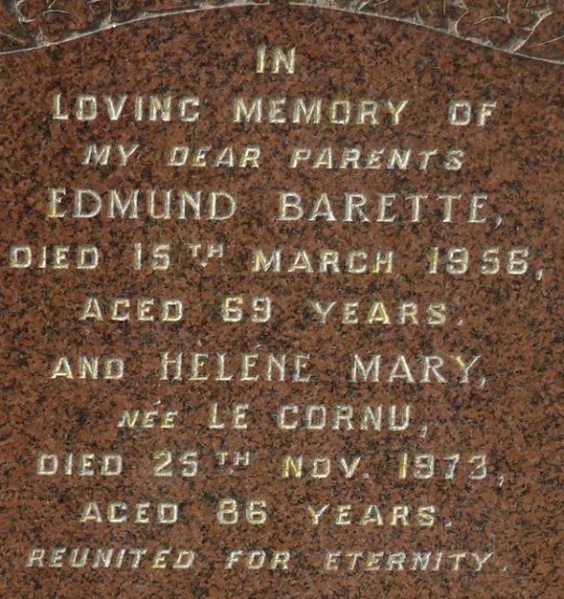 IN
LOVING MEMORY OF
MY DEAR PARENTS
EDMUND BARETTE,
DIED 15TH MARCH 1956,
AGED 69 YEARS.
AND HÉLÉNE MARY,
NÉE LE CORNU,
DIED 25TH NOV. 1973,
AGED 86 YEARS.
REUNITED FOR ETERNITY.